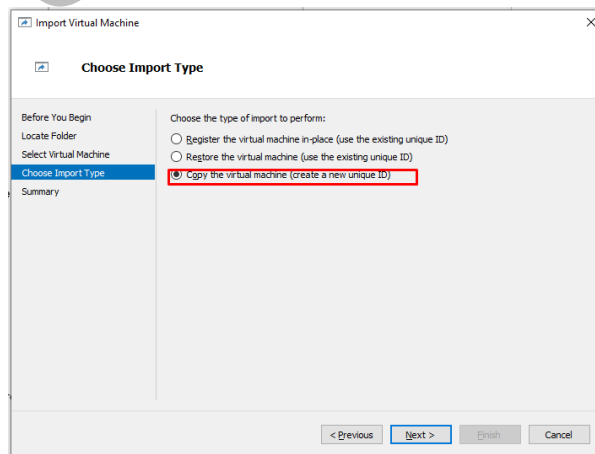 Import Virtual Machine
Choose Import Type
Before You Begin
Locate Folder
Select Virtual Machine
Choose Import Type
Summary
Choose the type of import to perform:
Register the virtual machine in-place (use the existing unique ID)
Restore the virtual machine (use the existing unique ID)
Copy the virtual machine (create a new unique ID)
< Previous
Next >
Finish
Cancel